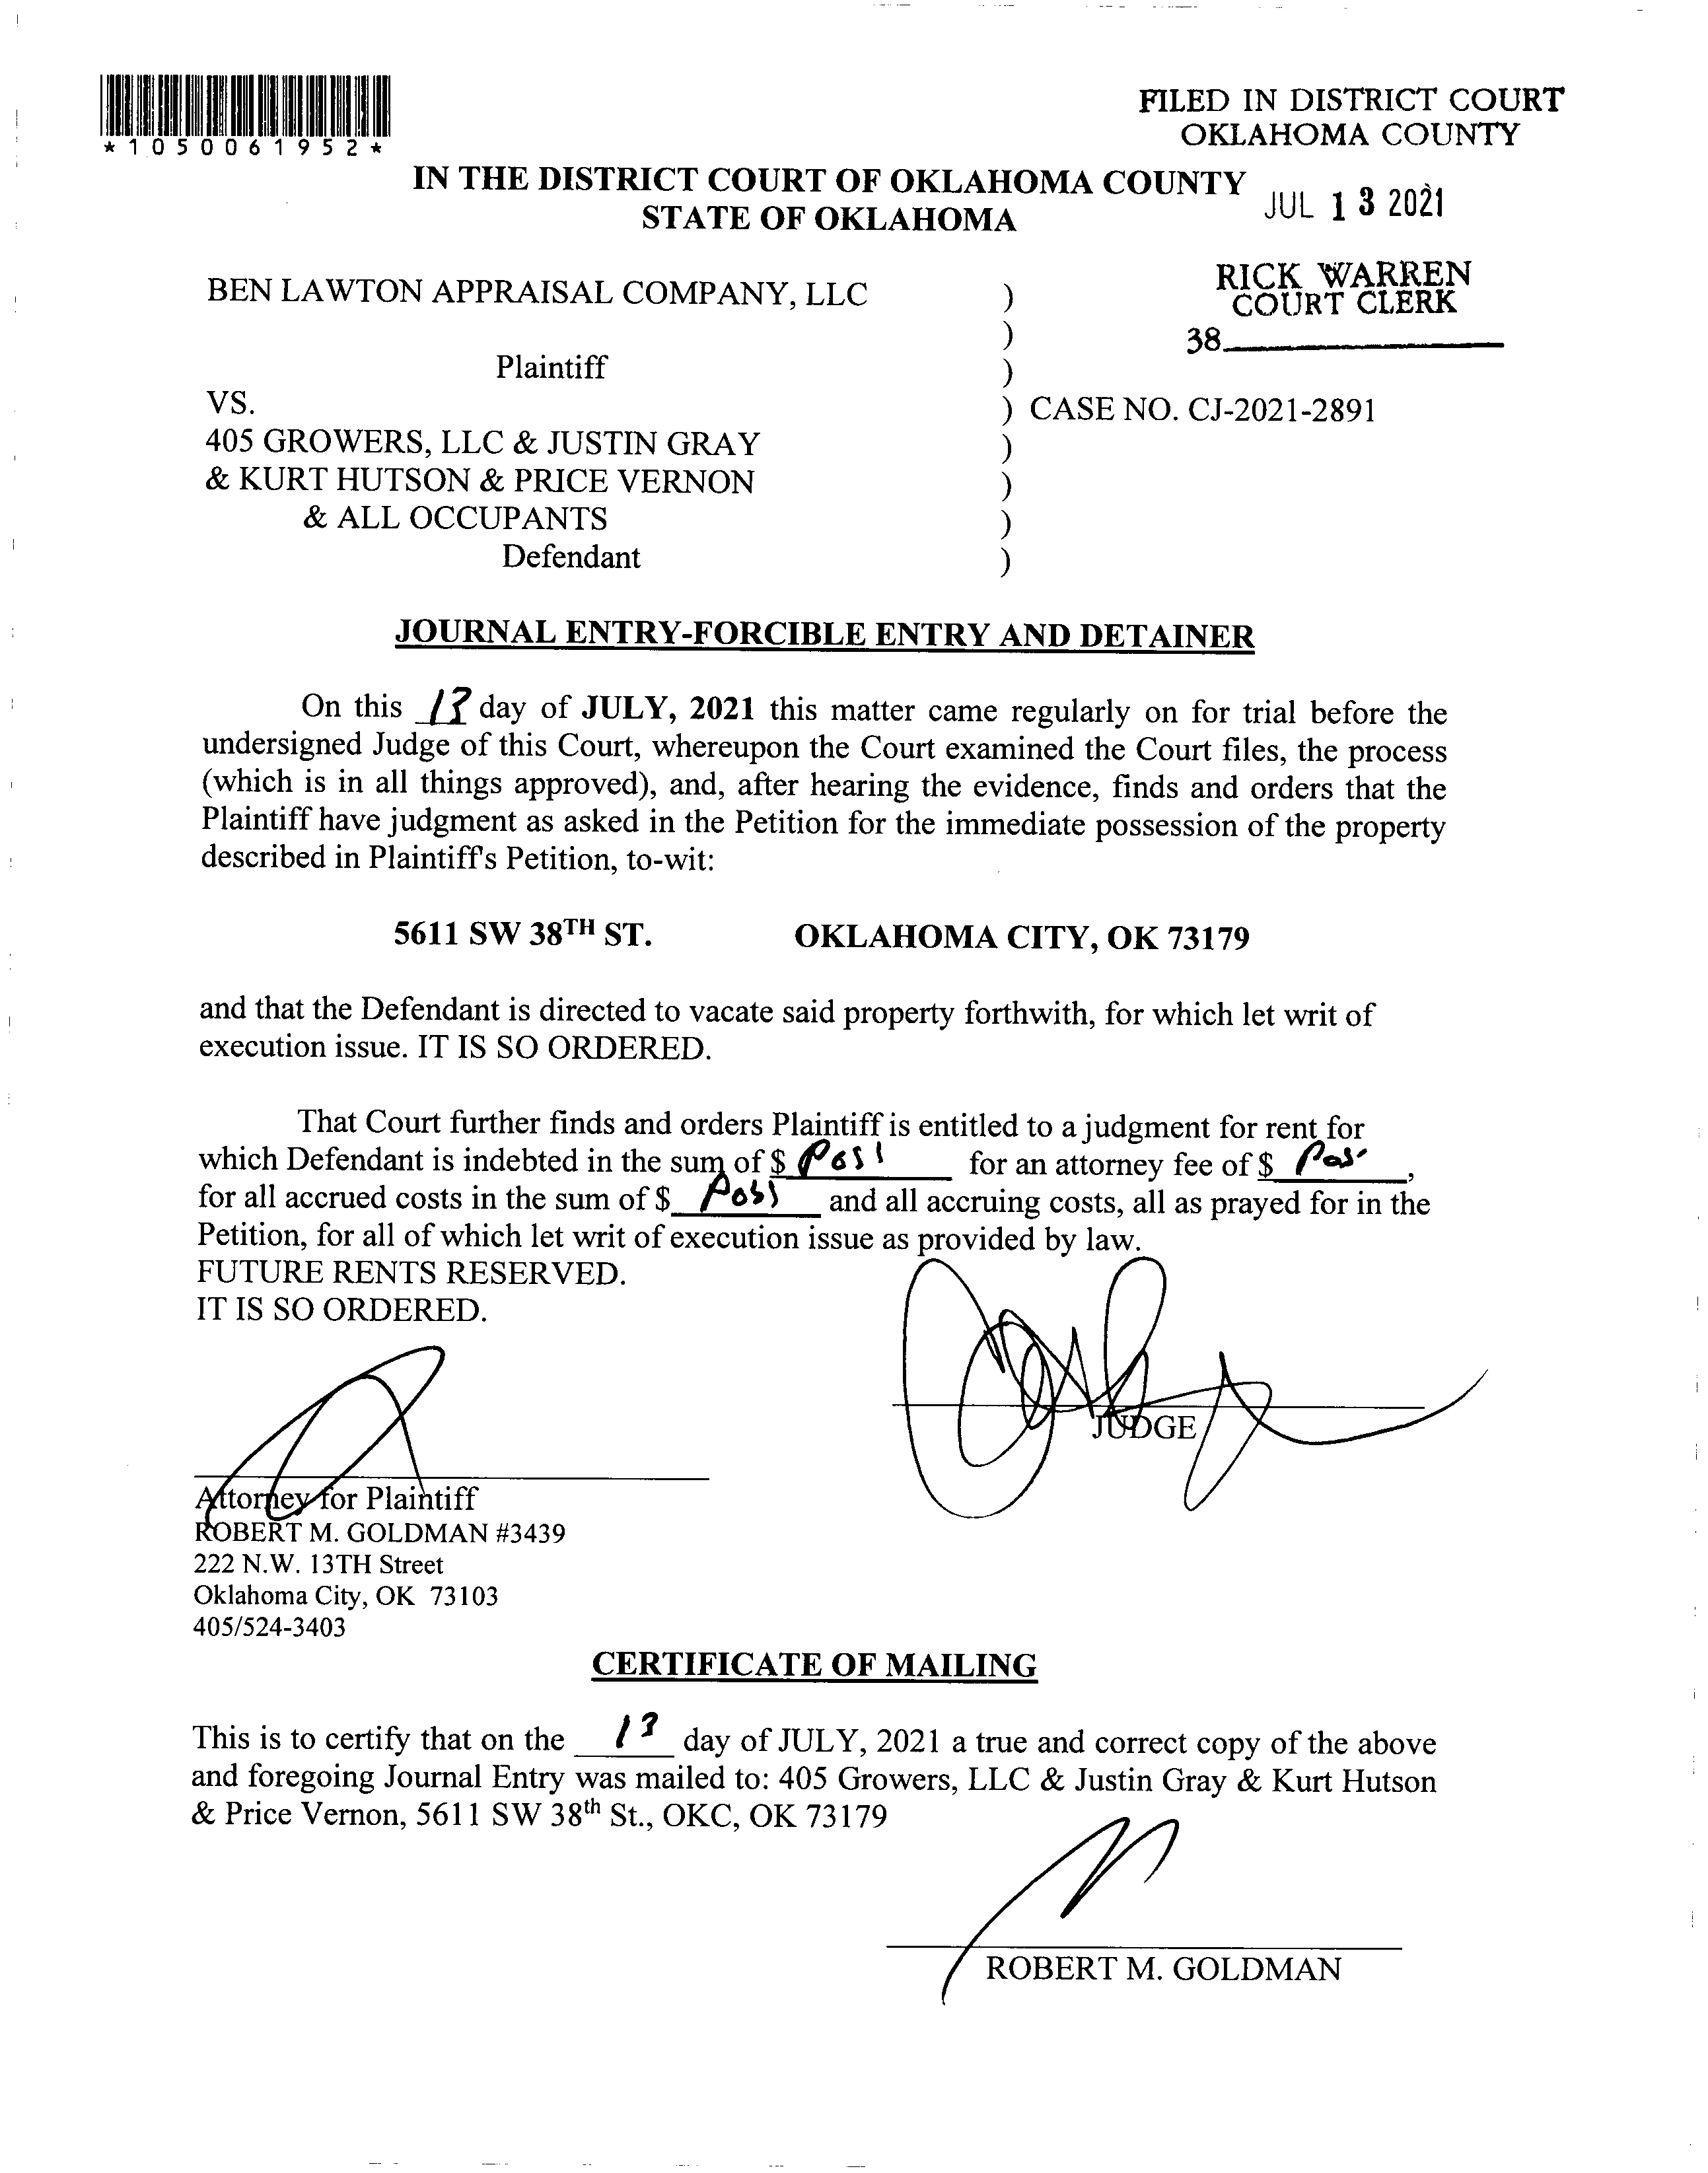 *1050061952*
FILED IN DISTRICT COURT
OKLAHOMA COUNTY
IN THE DISTRICT COURT OF OKLAHOMA COUNTY
STATE OF OKLAHOMA
JUL 13 2021
RICK WARREN
COURT CLERK
38
BEN LAWTON APPRAISAL COMPANY, LLC )
)
Plaintiff )
VS. ) CASE NO. CJ-2021-2891
405 GROWERS, LLC & JUSTIN GRAY )
& KURT HUTSON & PRICE VERNON )
& ALL OCCUPANTS )
Defendant )
JOURNAL ENTRY-FORCIBLE ENTRY AND DETAINER
On this 13 day of JULY, 2021 this matter came regularly on for trial before the
undersigned Judge of this Court, whereupon the Court examined the Court files, the process
(which is in all things approved), and, after hearing the evidence, finds and orders that the
Plaintiff have judgment as asked in the Petition for the immediate possession of the property
described in Plaintiff's Petition, to-wit:
5611 SW 38TH ST. OKLAHOMA CITY, OK 73179
and that the Defendant is directed to vacate said property forthwith, for which let writ of
execution issue. IT IS SO ORDERED.
That Court further finds and orders Plaintiff is entitled to a judgment for rent for
which Defendant is indebted in the sum of $ Poss for an attorney fee of $ Poss,
for all accrued costs in the sum of $ Poss and all accruing costs, all as prayed for in the
Petition, for all of which let writ of execution issue as provided by law.
FUTURE RENTS RESERVED.
IT IS SO ORDERED.
JUDGE
Attorney for Plaintiff
ROBERT M. GOLDMAN #3439
222 N.W. 13TH Street
Oklahoma City, OK 73103
405/524-3403
CERTIFICATE OF MAILING
This is to certify that on the 13 day of JULY, 2021 a true and correct copy of the above
and foregoing Journal Entry was mailed to: 405 Growers, LLC & Justin Gray & Kurt Hutson
& Price Vernon, 5611 SW 38th St., OKC, OK 73179
ROBERT M. GOLDMAN